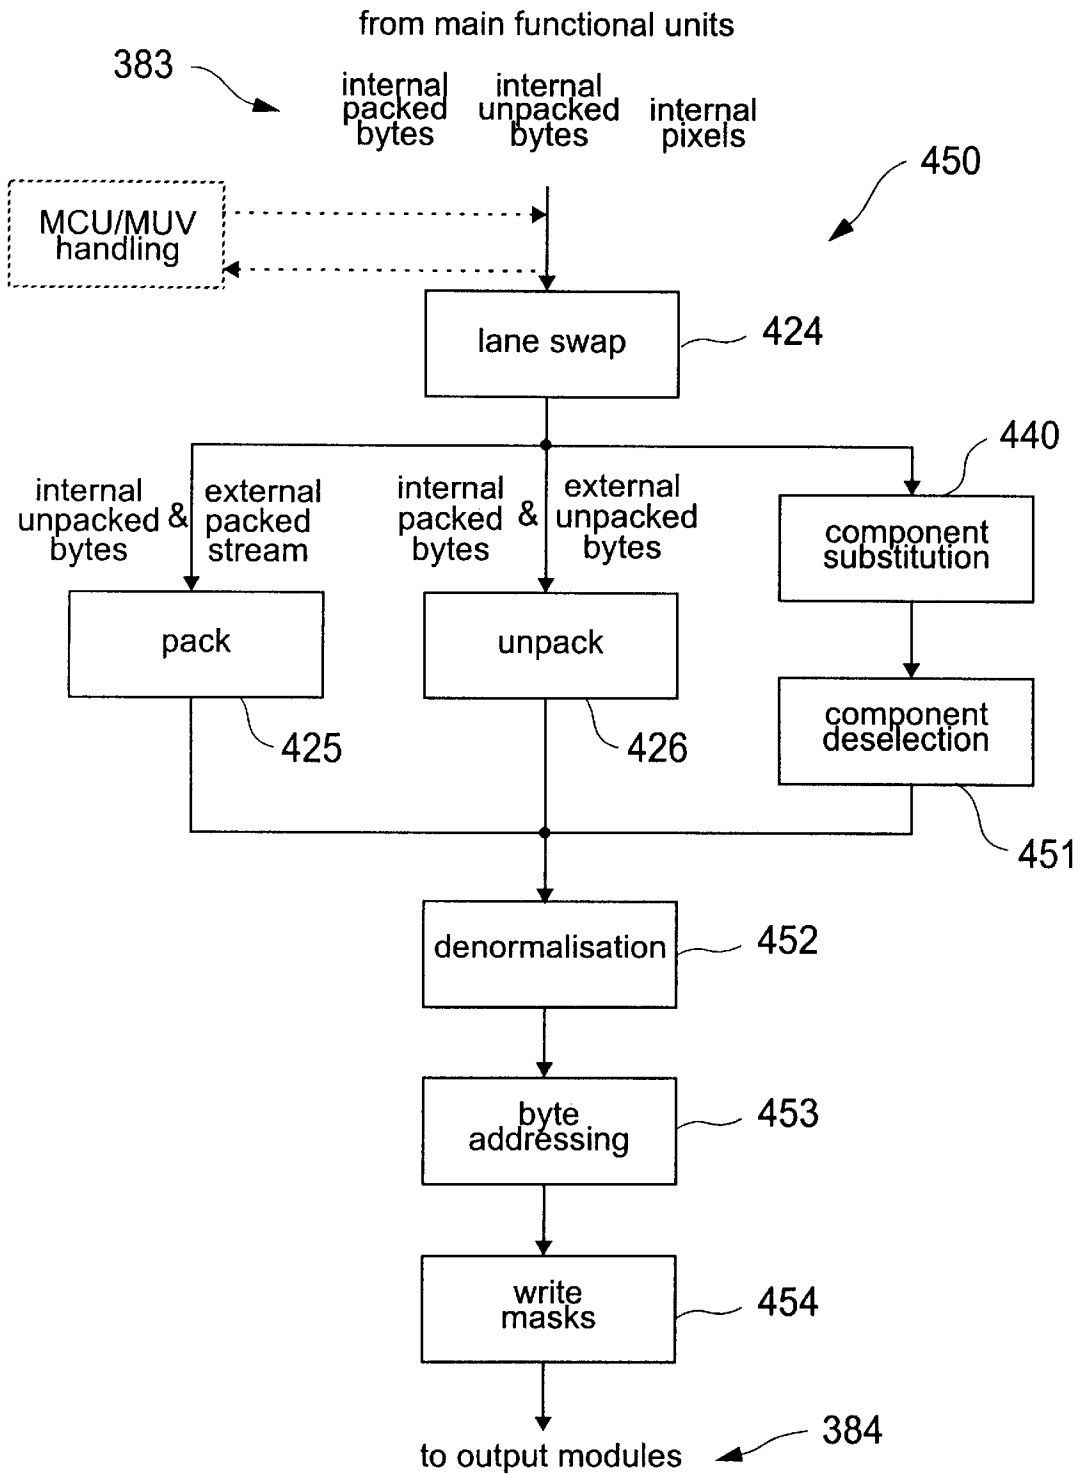 from main functional units
383
internal
packed
bytes
internal
unpacked
bytes
internal
pixels
450
MCU/MUV
handling
lane swap
424
440
internal
unpacked
bytes
&
external
packed
stream
internal
packed
bytes
&
external
unpacked
bytes
component
substitution
pack
unpack
component
deselection
425
426
451
denormalisation
452
byte
addressing
453
write
masks
454
to output modules
384